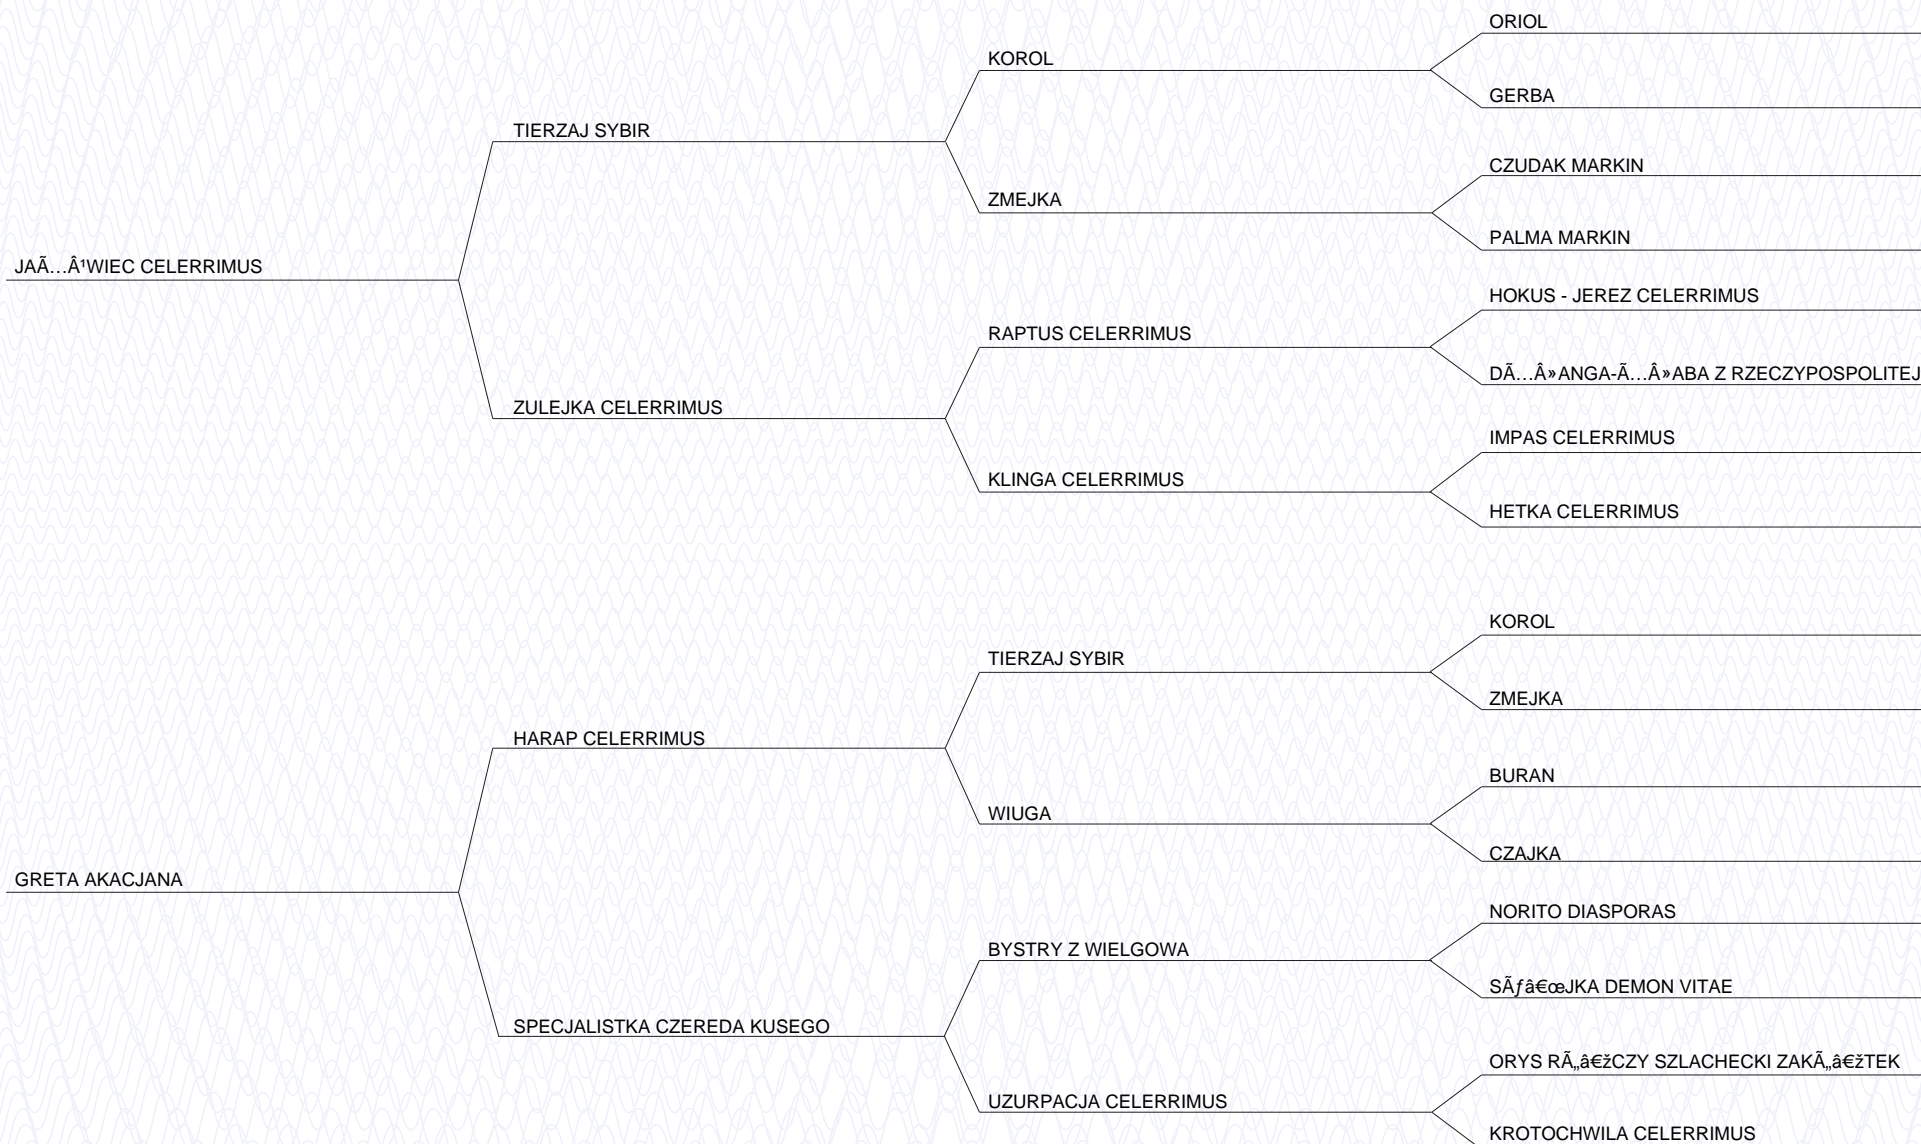 ORIOL
KOROL
GERBA
TIERZAJ SYBIR
CZUDAK MARKIN
ZMEJKA
PALMA MARKIN
JAÃ…Â¹WIEC CELERRIMUS
HOKUS - JEREZ CELERRIMUS
RAPTUS CELERRIMUS
DÃ…Â»ANGA-Ã…Â»ABA Z RZECZYPOSPOLITEJ
ZULEJKA CELERRIMUS
IMPAS CELERRIMUS
KLINGA CELERRIMUS
HETKA CELERRIMUS
KOROL
TIERZAJ SYBIR
ZMEJKA
HARAP CELERRIMUS
BURAN
WIUGA
CZAJKA
GRETA AKACJANA
NORITO DIASPORAS
BYSTRY Z WIELGOWA
SÃƒâ€œJKA DEMON VITAE
SPECJALISTKA CZEREDA KUSEGO
ORYS RÃ„â€žCZY SZLACHECKI ZAKÃ„â€žTEK
UZURPACJA CELERRIMUS
KROTOCHWILA CELERRIMUS